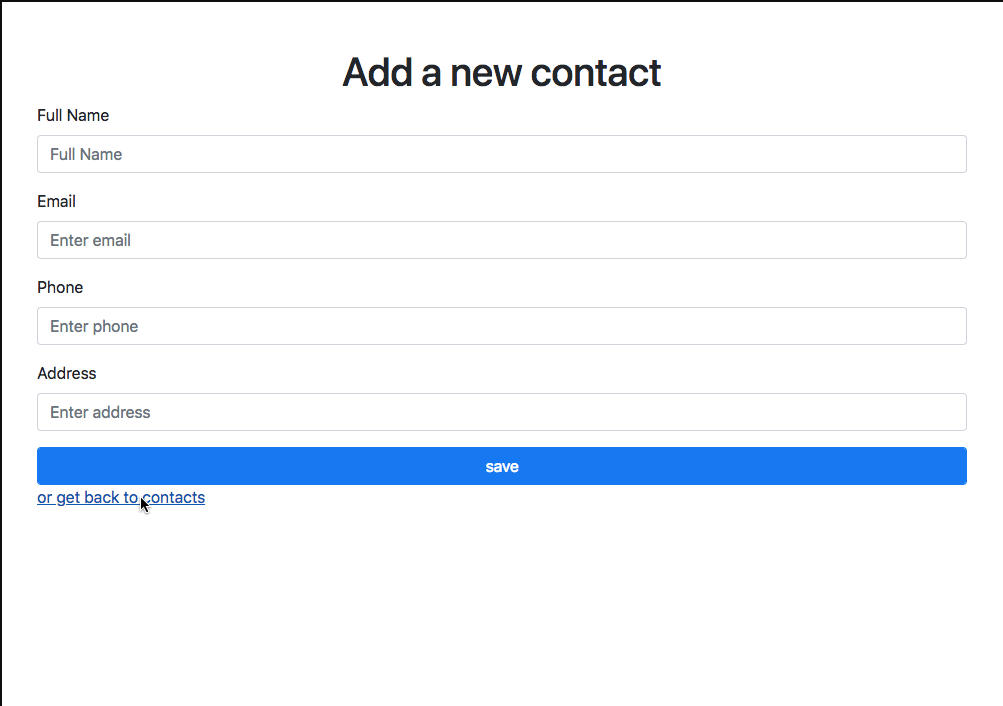 Add a new contact
Full Name
Full Name
Email
Enter email
Phone
Enter phone
Address
Enter address
save
or get back to contacts